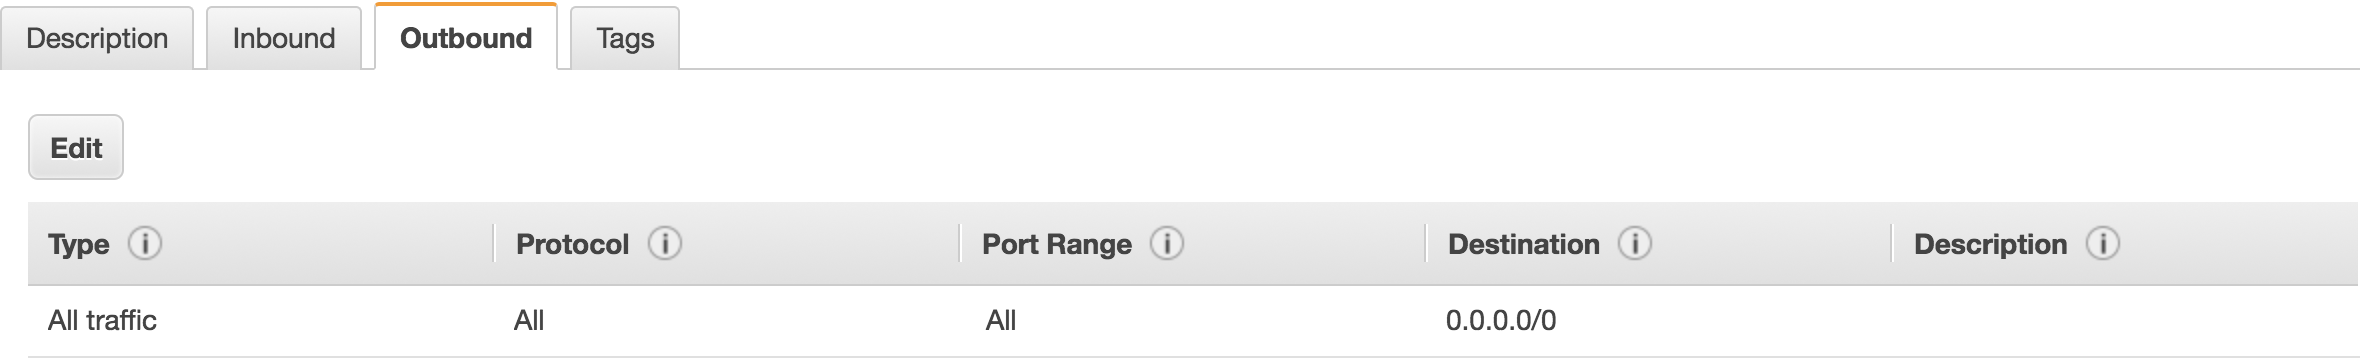 Description Inbound Outbound Tags
Edit
Type Protocol Port Range Destination Description
All traffic All All 0.0.0.0/0